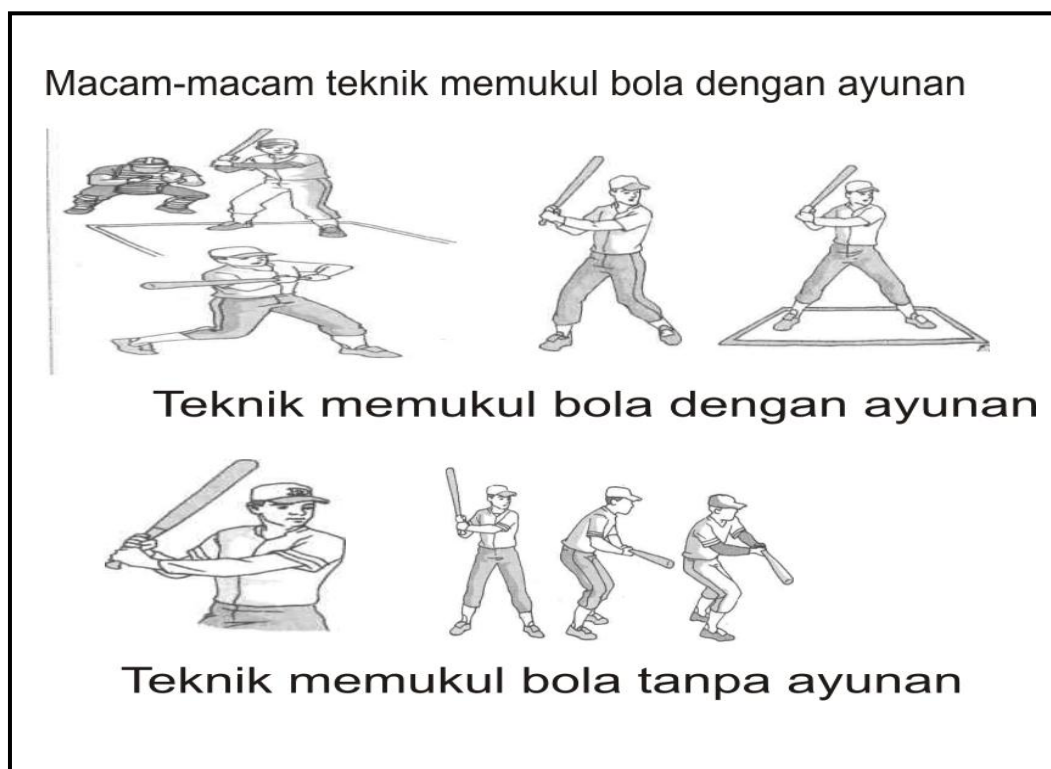 Macam-macam teknik memukul bola dengan ayunan
Teknik memukul bola dengan ayunan
Teknik memukul bola tanpa ayunan